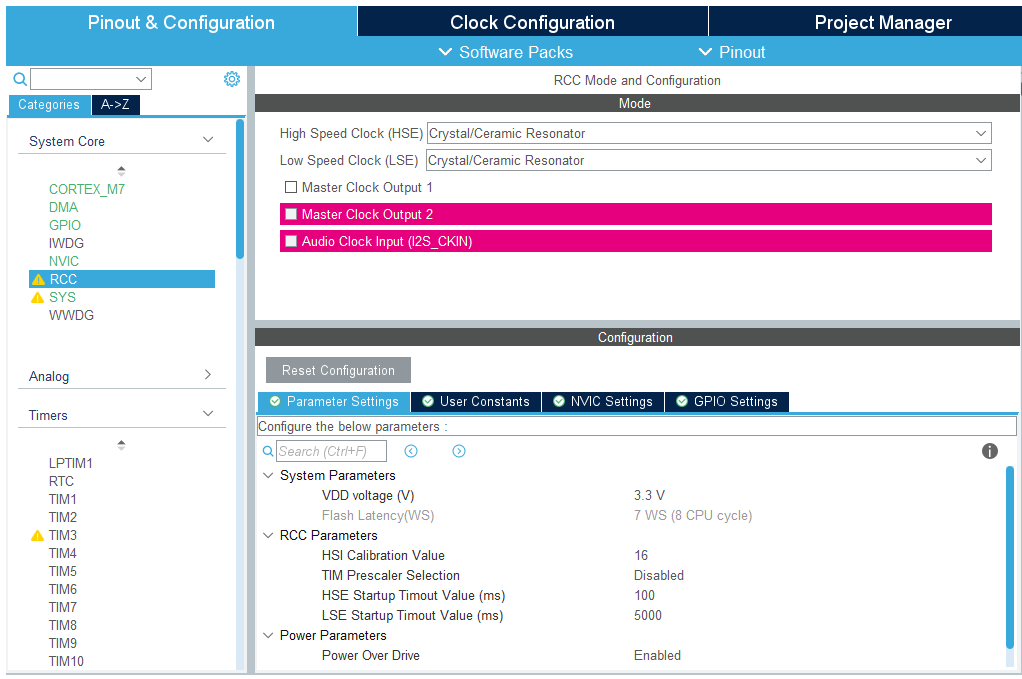 Pinout & Configuration
Clock Configuration
Project Manager
Software Packs
Pinout
Categories
A->Z
System Core
CORTEX_M7
DMA
GPIO
IWDG
NVIC
RCC
SYS
WWDG
Analog
Timers
LPTIM1
RTC
TIM1
TIM2
TIM3
TIM4
TIM5
TIM6
TIM7
TIM8
TIM9
TIM10
RCC Mode and Configuration
Mode
High Speed Clock (HSE) Crystal/Ceramic Resonator
Low Speed Clock (LSE) Crystal/Ceramic Resonator
Master Clock Output 1
Master Clock Output 2
Audio Clock Input (I2S_CKIN)
Configuration
Reset Configuration
Parameter Settings
User Constants
NVIC Settings
GPIO Settings
Configure the below parameters :
Search (Ctrl+F)
System Parameters
VDD voltage (V) 3.3 V
Flash Latency(WS) 7 WS (8 CPU cycle)
RCC Parameters
HSI Calibration Value 16
TIM Prescaler Selection Disabled
HSE Startup Timout Value (ms) 100
LSE Startup Timout Value (ms) 5000
Power Parameters
Power Over Drive Enabled